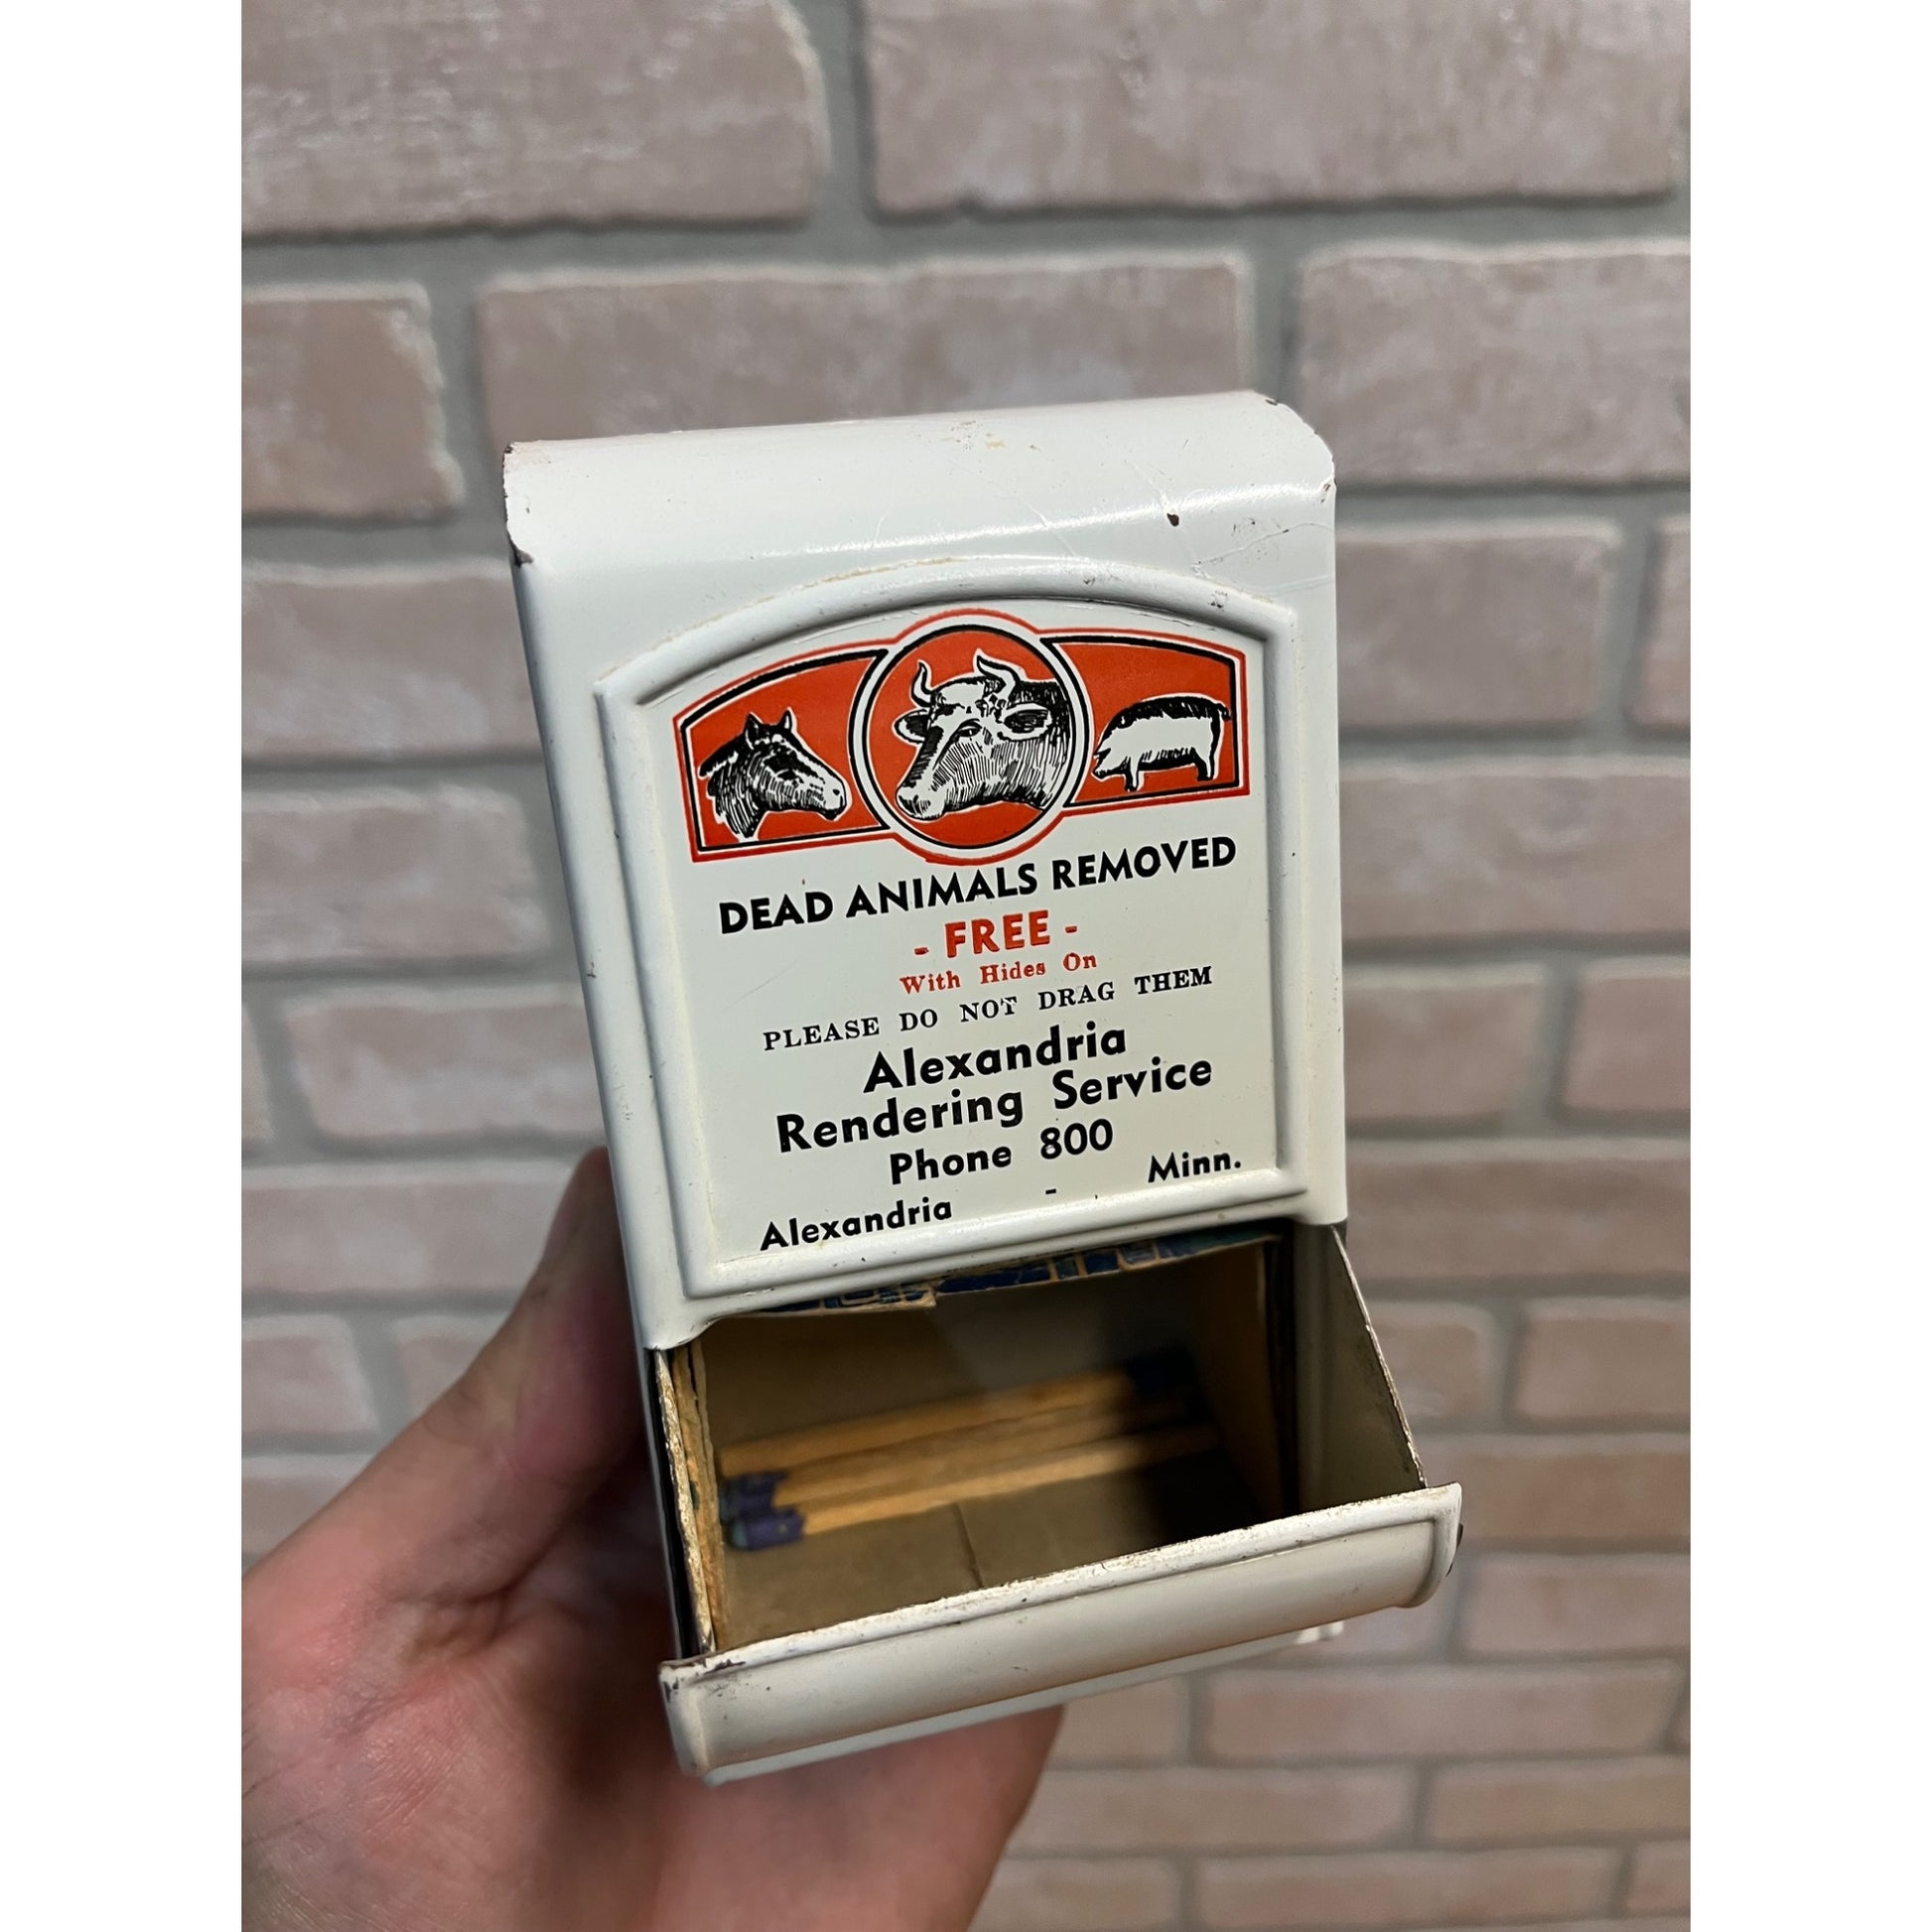 DEAD ANIMALS REMOVED
- FREE -
With Hides On
PLEASE DO NOT DRAG THEM
Alexandria
Rendering Service
Phone 800
Alexandria - Minn.